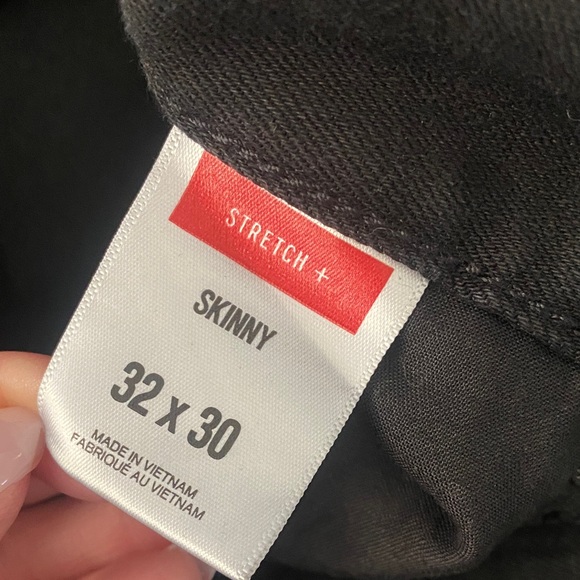 STRETCH +
SKINNY
32 X 30
MADE IN VIETNAM
FABRIQUÉ AU VIETNAM